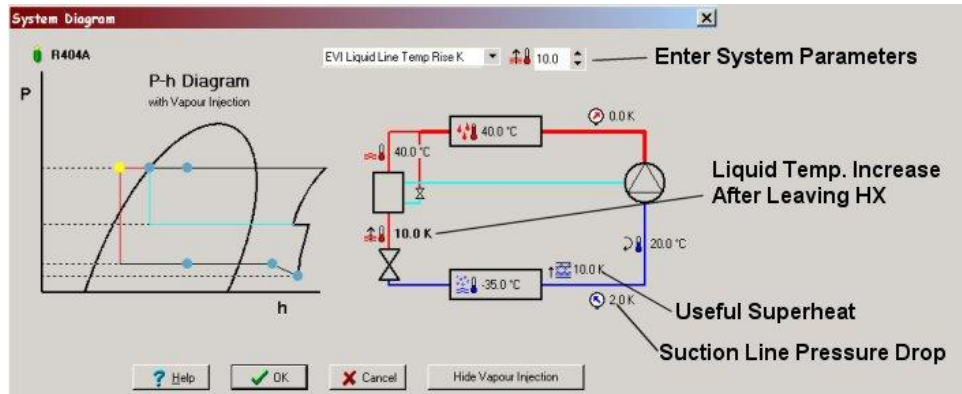 System Diagram
R404A
EVI Liquid Line Temp Rise K
10.0
Enter System Parameters
P
P-h Diagram
with Vapour Injection
h
0.0 K
40.0 °C
40.0 °C
Liquid Temp. Increase
After Leaving HX
10.0 K
20.0 °C
-35.0 °C
10.0 K
2.0 K
Useful Superheat
Suction Line Pressure Drop
Help
OK
Cancel
Hide Vapour Injection